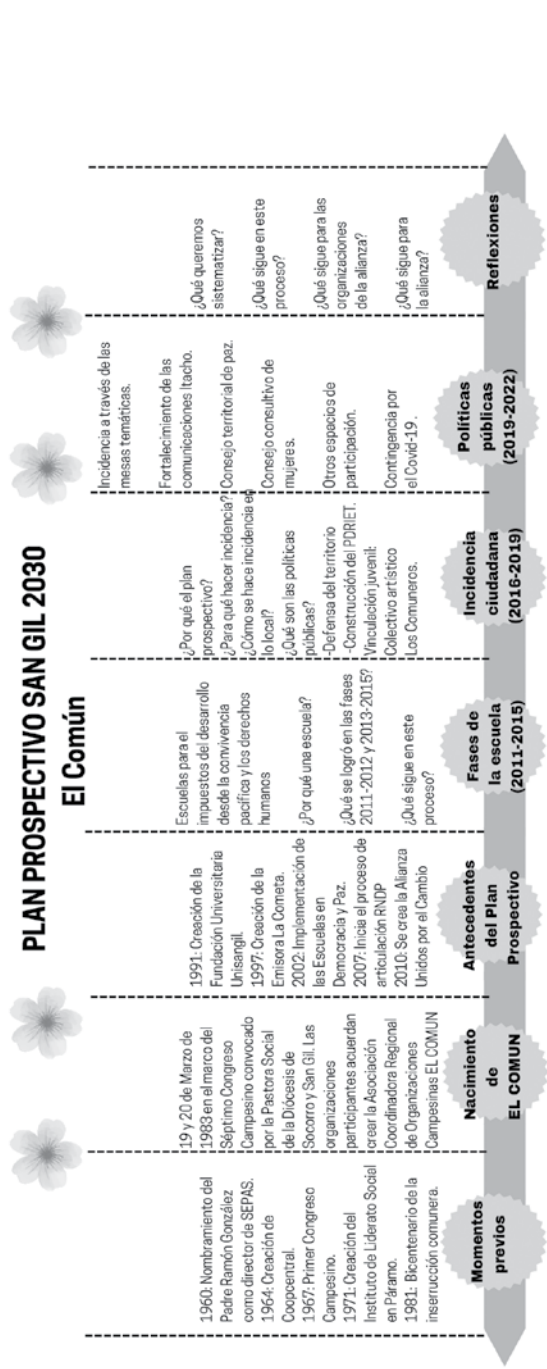 PLAN PROSPECTIVO SAN GIL 2030
El Común
1960: Nombramiento del
Padre Ramón González
como director de SEPAS.
1964: Creación de
Coopcentral.
1967: Primer Congreso
Campesino.
1971: Creación del
Instituto de Liderato Social
en Páramo.
1981: Bicentenario de la
inserrucción comunera.
Momentos
previos
19 y 20 de Marzo de
1983 en el marco del
Séptimo Congreso
Campesino convocado
por la Pastora Social
de la Diócesis de
Socorro y San Gil. Las
organizaciones
participantes acuerdan
crear la Asociación
Coordinadora Regional
de Organizaciones
Campesinas EL COMUN
Nacimiento
de
EL COMUN
1991: Creación de la
Fundación Universitaria
Unisangil.
1997: Creación de la
Emisora La Cometa.
2002: Implementación de
las Escuelas en
Democracia y Paz.
2007: Inicia el proceso de
articulación RNDP
2010: Se crea la Alianza
Unidos por el Cambio
Antecedentes
del Plan
Prospectivo
Escuelas para el
impuestos del desarrollo
desde la convivencia
pacífica y los derechos
humanos
¿Por qué una escuela?
¿Qué se logró en las fases
2011-2012 y 2013-2015?
¿Qué sigue en este
proceso?
Fases de
la escuela
(2011-2015)
¿Por qué el plan
prospectivo?
¿Para qué hacer incidencia?
¿Cómo se hace incidencia en
lo local?
¿Qué son las políticas
públicas?
-Defensa del territorio
-Construcción del PDRIET.
Vinculación juvenil:
Colectivo artístico
Los Comuneros.
Incidencia
ciudadana
(2016-2019)
Incidencia a través de las
mesas temáticas.
Fortalecimiento de las
comunicaciones Itacho.
Consejo territorial de paz.
Consejo consultivo de
mujeres.
Otros espacios de
participación.
Contingencia por
el Covid-19.
Políticas
públicas
(2019-2022)
¿Qué queremos
sistematizar?
¿Qué sigue en este
proceso?
¿Qué sigue para las
organizaciones
de la alianza?
¿Qué sigue para
la alianza?
Reflexiones